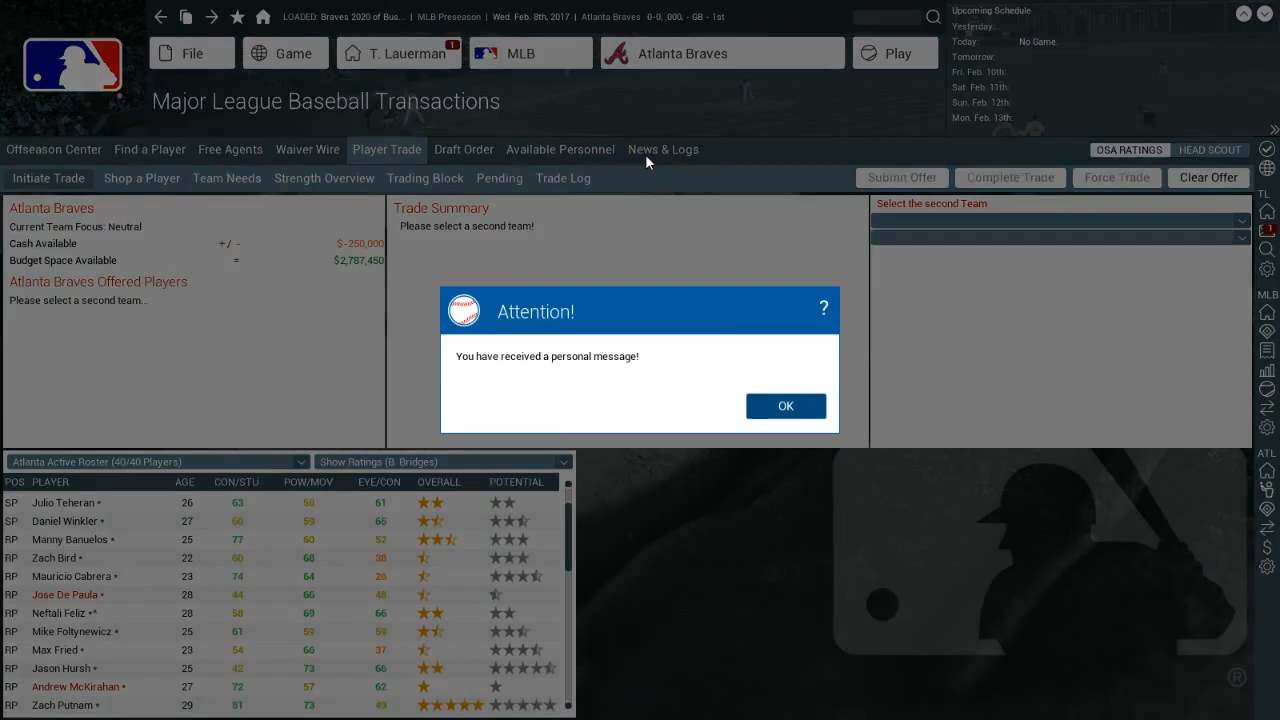 LOADED: Braves 2020 of Bus... | MLB Preseason | Wed. Feb. 8th, 2017 | Atlanta Braves 0-0, .000, - GB - 1st
File
Game
T. Lauerman
1
MLB
Atlanta Braves
Play
Upcoming Schedule
Yesterday:
Today No Game.
Tomorrow:
Fri. Feb. 10th:
Sat. Feb. 11th:
Sun. Feb. 12th:
Mon. Feb. 13th:
Major League Baseball Transactions
Offseason Center Find a Player Free Agents Waiver Wire Player Trade Draft Order Available Personnel News & Logs
OSA RATINGS HEAD SCOUT
Initiate Trade Shop a Player Team Needs Strength Overview Trading Block Pending Trade Log
Submit Offer Complete Trade Force Trade Clear Offer
Atlanta Braves
Current Team Focus: Neutral
Cash Available +/- $-250,000
Budget Space Available = $2,787,450
Atlanta Braves Offered Players
Please select a second team...
Trade Summary
Please select a second team!
Select the second Team
Attention!
?
You have received a personal message!
OK
TL
1
MLB
ATL
Atlanta Active Roster (40/40 Players)
Show Ratings (B. Bridges)
POS PLAYER AGE CON/STU POW/MOV EYE/CON OVERALL POTENTIAL
SP Julio Teheran 26 63 58 61
SP Daniel Winkler 27 60 59 65
RP Manny Banuelos 25 77 60 52
RP Zach Bird 22 60 68 38
RP Mauricio Cabrera 23 74 64 26
RP Jose De Paula 28 44 66 48
RP Neftali Feliz 28 58 69 66
RP Mike Foltynewicz 25 61 59 59
RP Max Fried 23 54 66 37
RP Jason Hursh 25 42 73 66
RP Andrew McKirahan 27 72 57 62
RP Zach Putnam 29 81 73 49